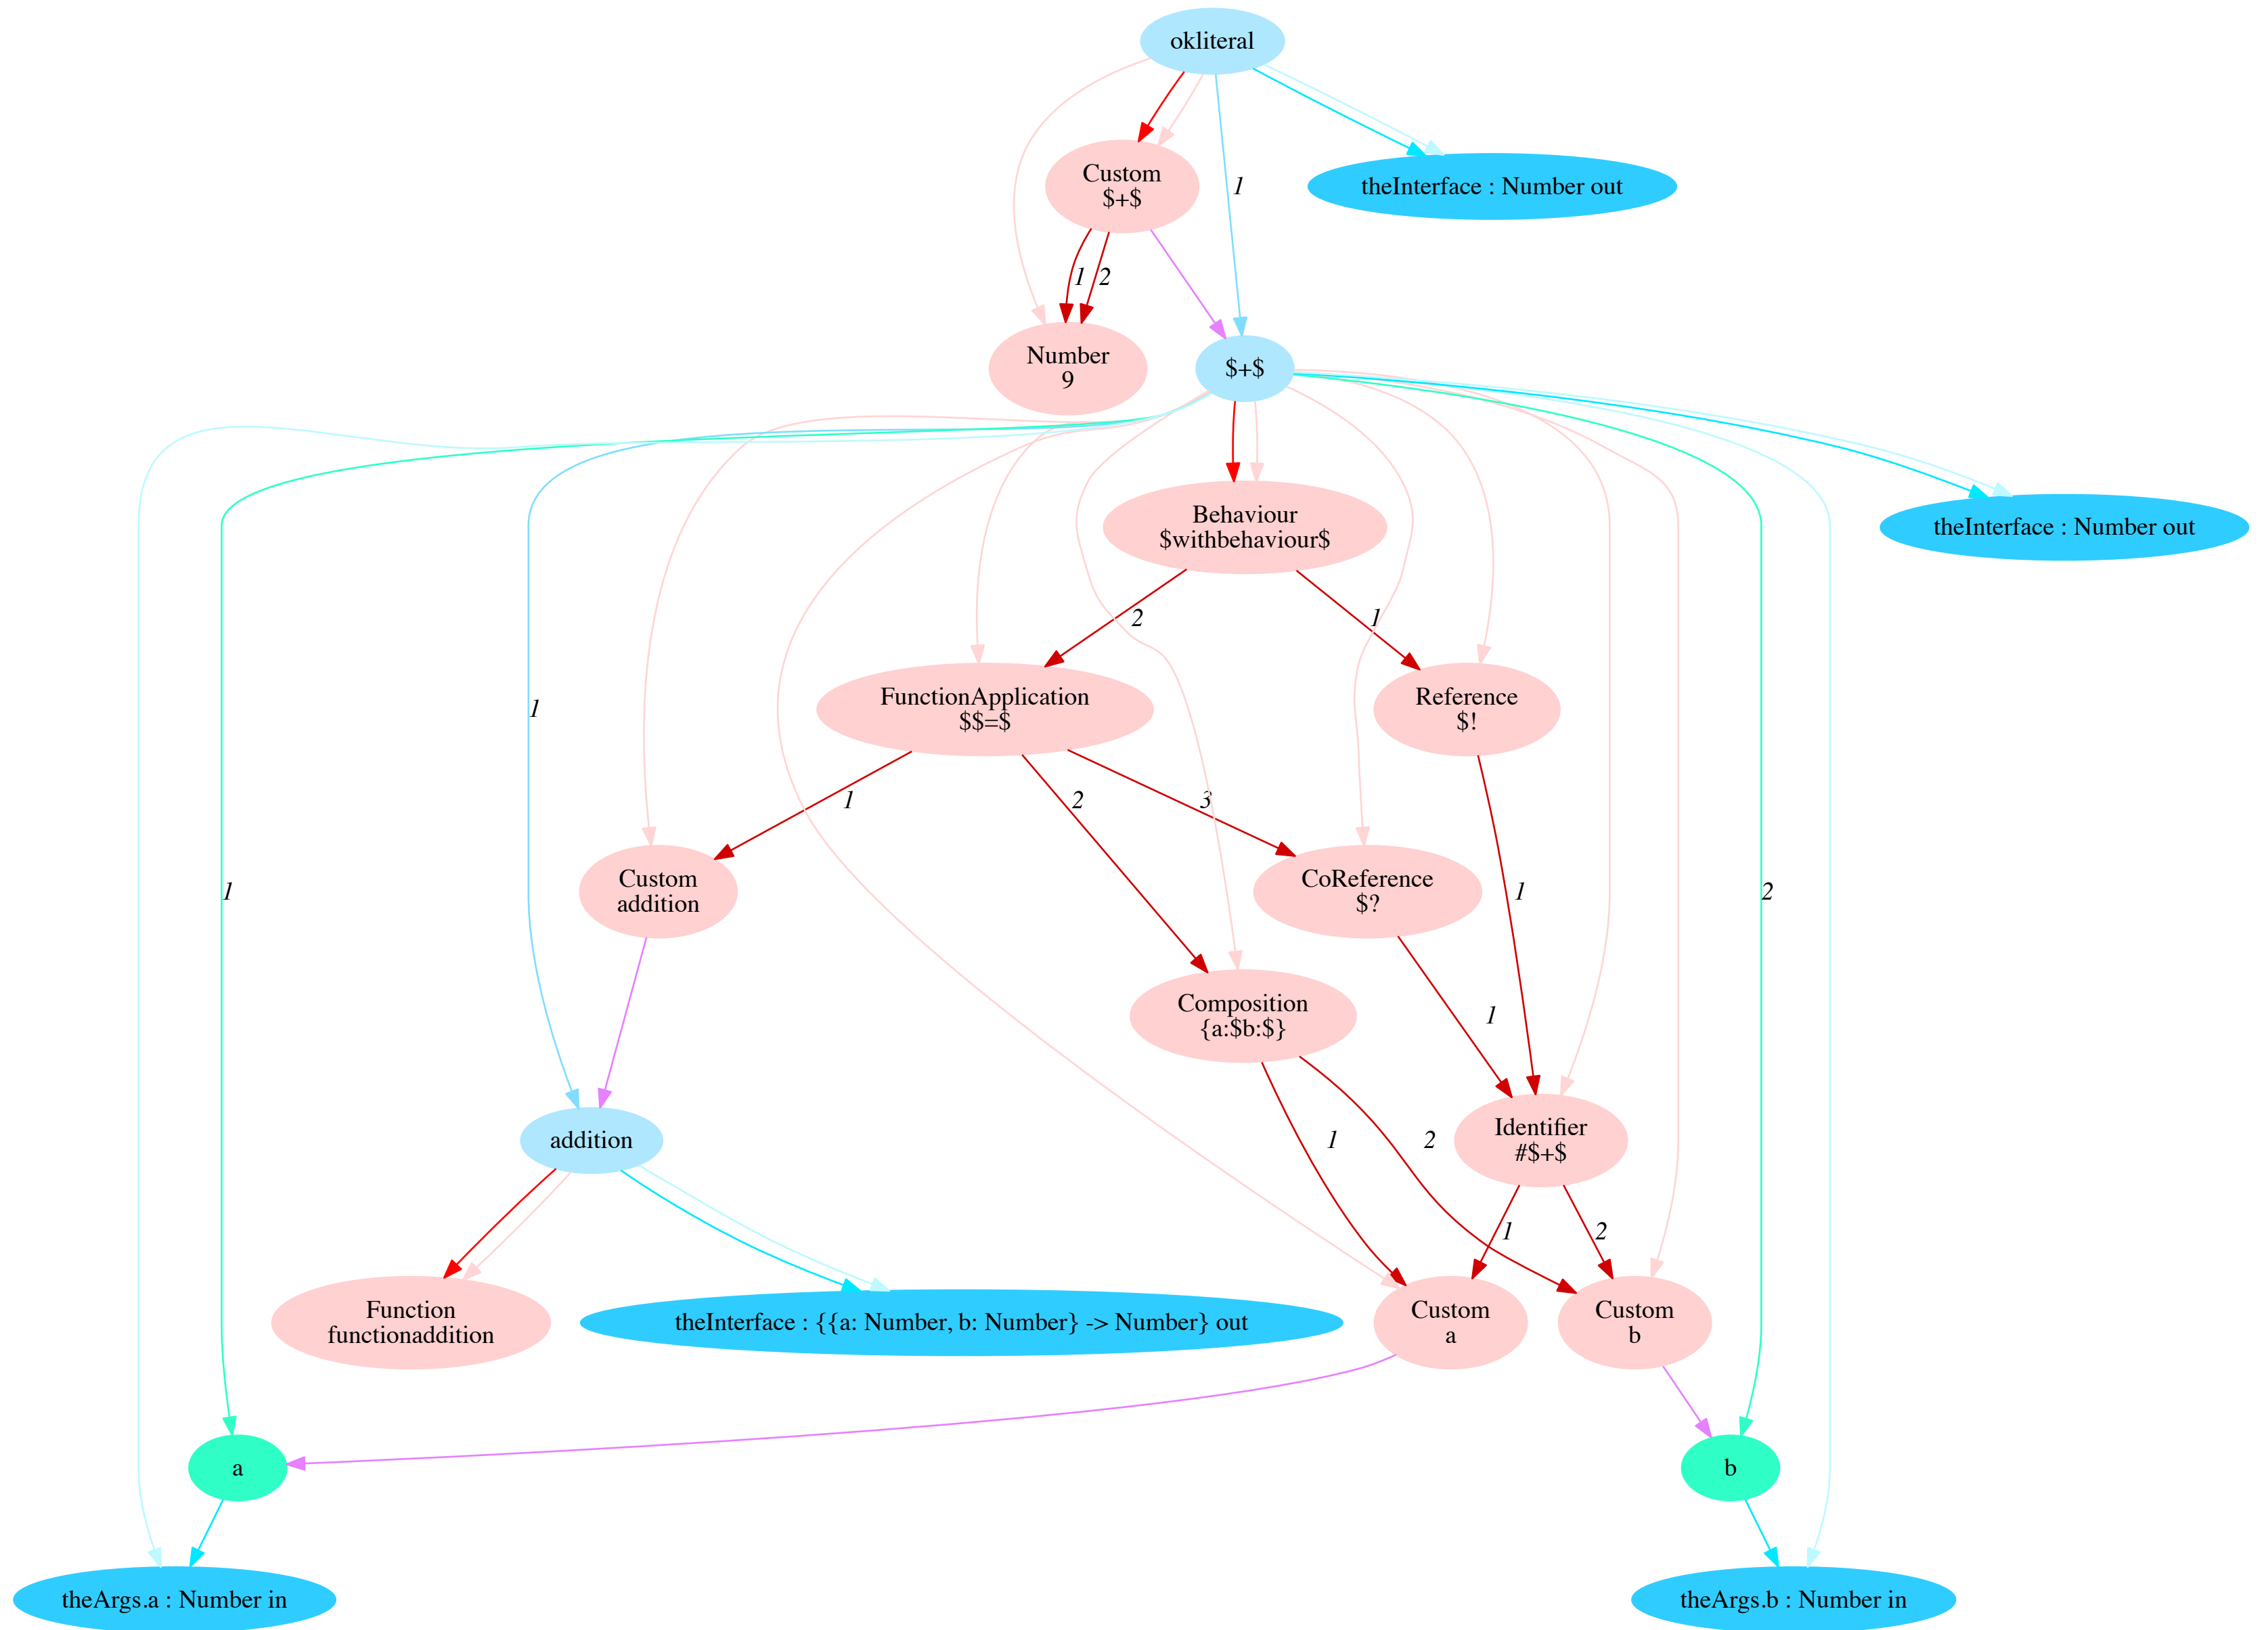 okliteral
Custom
$+$
theInterface : Number out
1
1
2
Number
9
$+$
Behaviour
$withbehaviour$
theInterface : Number out
2
1
FunctionApplication
$$=$
Reference
$!
1
1
2
3
1
Custom
addition
CoReference
$?
1
2
Composition
{a:$b:$}
1
addition
1
2
Identifier
#$+$
1
2
Function
functionaddition
theInterface : {{a: Number, b: Number} -> Number} out
Custom
a
Custom
b
a
b
theArgs.a : Number in
theArgs.b : Number in